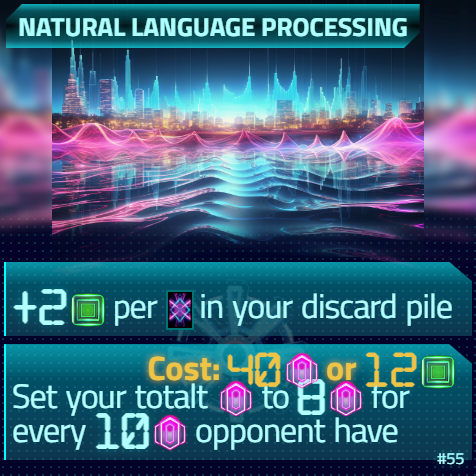 NATURAL LANGUAGE PROCESSING
+2 per in your discard pile
Cost: 40 or 12
Set your totalt to 8 for
every 10 opponent have
#55